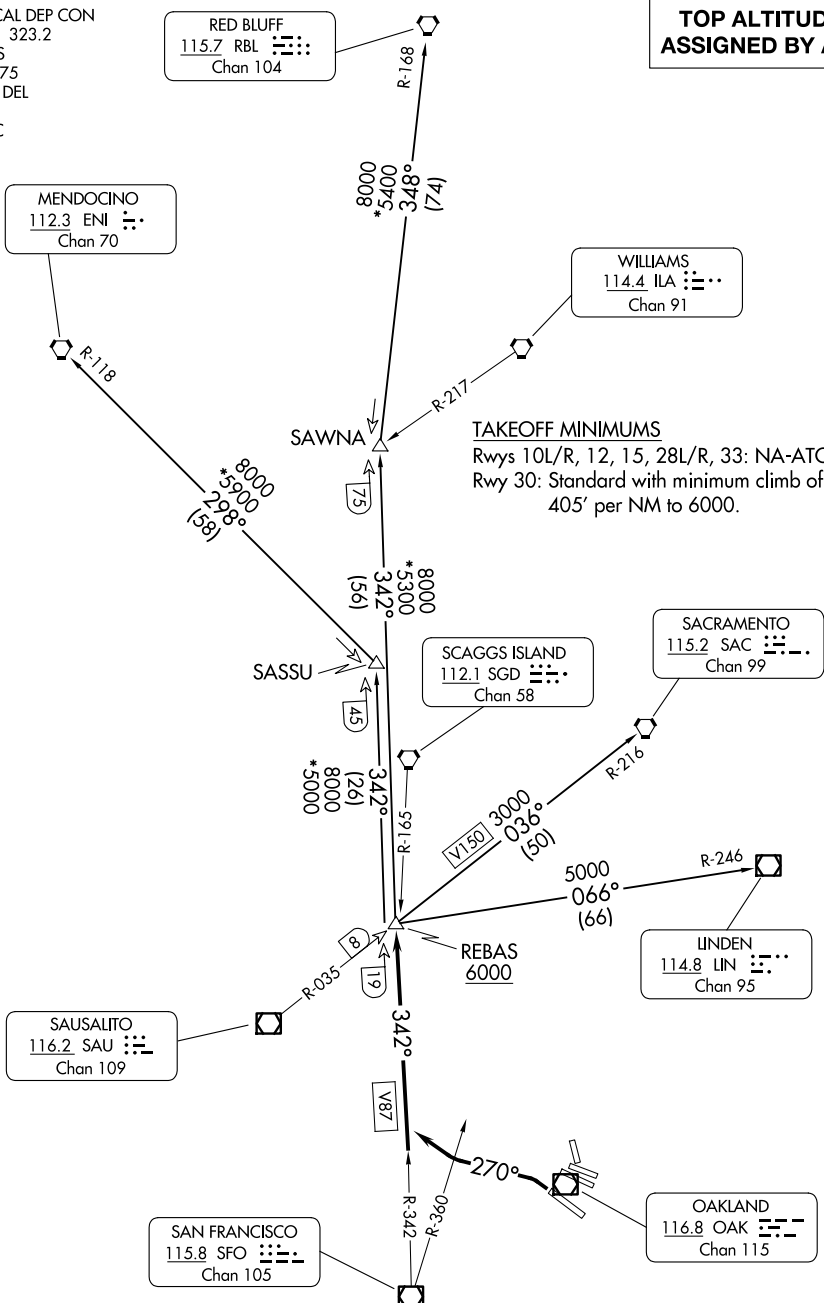 CAL DEP CON
323.2
S
75
DEL
C
RED BLUFF
115.7 RBL
Chan 104
TOP ALTITUD
ASSIGNED BY A
R-168
8000
*5400
348°
(74)
MENDOCINO
112.3 ENI
Chan 70
WILLIAMS
114.4 ILA
Chan 91
R-118
R-217
SAWNA
TAKEOFF MINIMUMS
Rwys 10L/R, 12, 15, 28L/R, 33: NA-ATC
Rwy 30: Standard with minimum climb of
405' per NM to 6000.
75
8000
*5900
298°
(58)
8000
*5300
342°
(56)
SACRAMENTO
115.2 SAC
Chan 99
SCAGGS ISLAND
112.1 SGD
Chan 58
SASSU
45
342°
(26)
8000
*5000
R-165
R-216
V150
3000
036°
(50)
5000
066°
(66)
R-246
LINDEN
114.8 LIN
Chan 95
REBAS
6000
8
19
R-035
SAUSALITO
116.2 SAU
Chan 109
342°
V87
270°
R-342
R-360
OAKLAND
116.8 OAK
Chan 115
SAN FRANCISCO
115.8 SFO
Chan 105